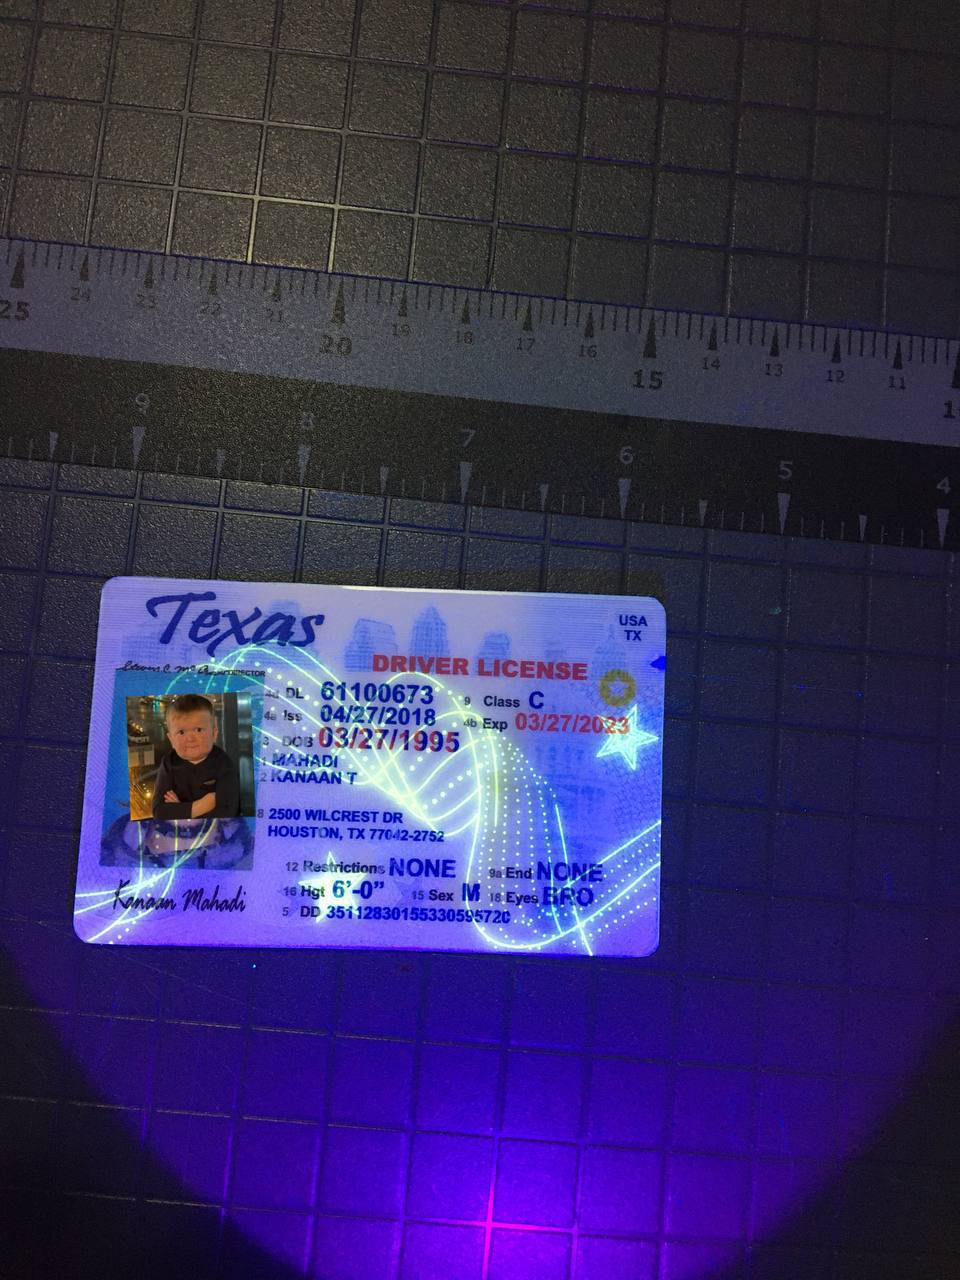 25 24 23 22 21 20 19 18 17 16 15 14 13 12 11
9 8 7 6 5 4
Texas
USA
TX
DIRECTOR
DRIVER LICENSE
4d DL 61100673 9 Class C
4a Iss 04/27/2018 4b Exp 03/27/2023
3 DOB 03/27/1995
1 MAHADI
2 KANAAN T
8 2500 WILCREST DR
HOUSTON, TX 77042-2752
12 Restrictions NONE 9a End NONE
16 Hgt 6'-0" 15 Sex M 18 Eyes BRO
5 DD 35112830155330595720
Kanaan Mahadi